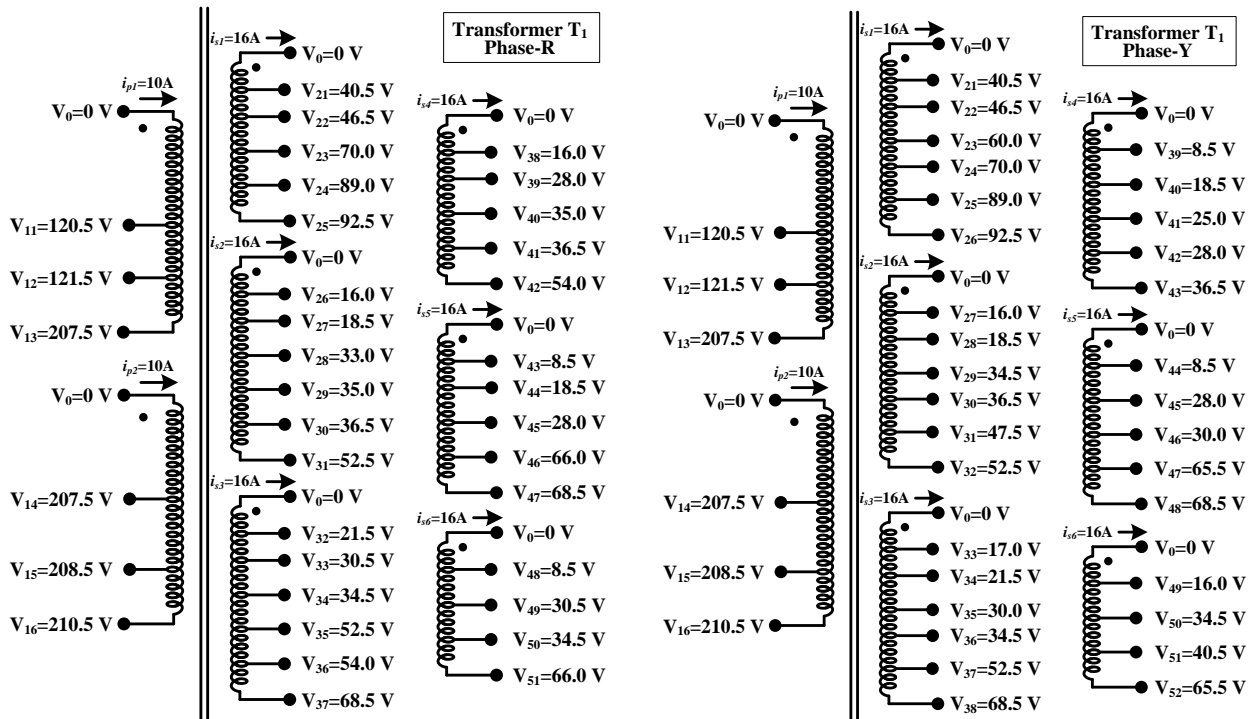 Transformer T1
Phase-R
ip1=10A
V0=0 V
V11=120.5 V
V12=121.5 V
V13=207.5 V
ip2=10A
V0=0 V
V14=207.5 V
V15=208.5 V
V16=210.5 V
is1=16A
V0=0 V
V21=40.5 V
V22=46.5 V
V23=70.0 V
V24=89.0 V
V25=92.5 V
is2=16A
V0=0 V
V26=16.0 V
V27=18.5 V
V28=33.0 V
V29=35.0 V
V30=36.5 V
V31=52.5 V
is3=16A
V0=0 V
V32=21.5 V
V33=30.5 V
V34=34.5 V
V35=52.5 V
V36=54.0 V
V37=68.5 V
is4=16A
V0=0 V
V38=16.0 V
V39=28.0 V
V40=35.0 V
V41=36.5 V
V42=54.0 V
is5=16A
V0=0 V
V43=8.5 V
V44=18.5 V
V45=28.0 V
V46=66.0 V
V47=68.5 V
is6=16A
V0=0 V
V48=8.5 V
V49=30.5 V
V50=34.5 V
V51=66.0 V
Transformer T1
Phase-Y
ip1=10A
V0=0 V
V11=120.5 V
V12=121.5 V
V13=207.5 V
ip2=10A
V0=0 V
V14=207.5 V
V15=208.5 V
V16=210.5 V
is1=16A
V0=0 V
V21=40.5 V
V22=46.5 V
V23=60.0 V
V24=70.0 V
V25=89.0 V
V26=92.5 V
is2=16A
V0=0 V
V27=16.0 V
V28=18.5 V
V29=34.5 V
V30=36.5 V
V31=47.5 V
V32=52.5 V
is3=16A
V0=0 V
V33=17.0 V
V34=21.5 V
V35=30.0 V
V36=34.5 V
V37=52.5 V
V38=68.5 V
is4=16A
V0=0 V
V39=8.5 V
V40=18.5 V
V41=25.0 V
V42=28.0 V
V43=36.5 V
is5=16A
V0=0 V
V44=8.5 V
V45=28.0 V
V46=30.0 V
V47=65.5 V
V48=68.5 V
is6=16A
V0=0 V
V49=16.0 V
V50=34.5 V
V51=40.5 V
V52=65.5 V